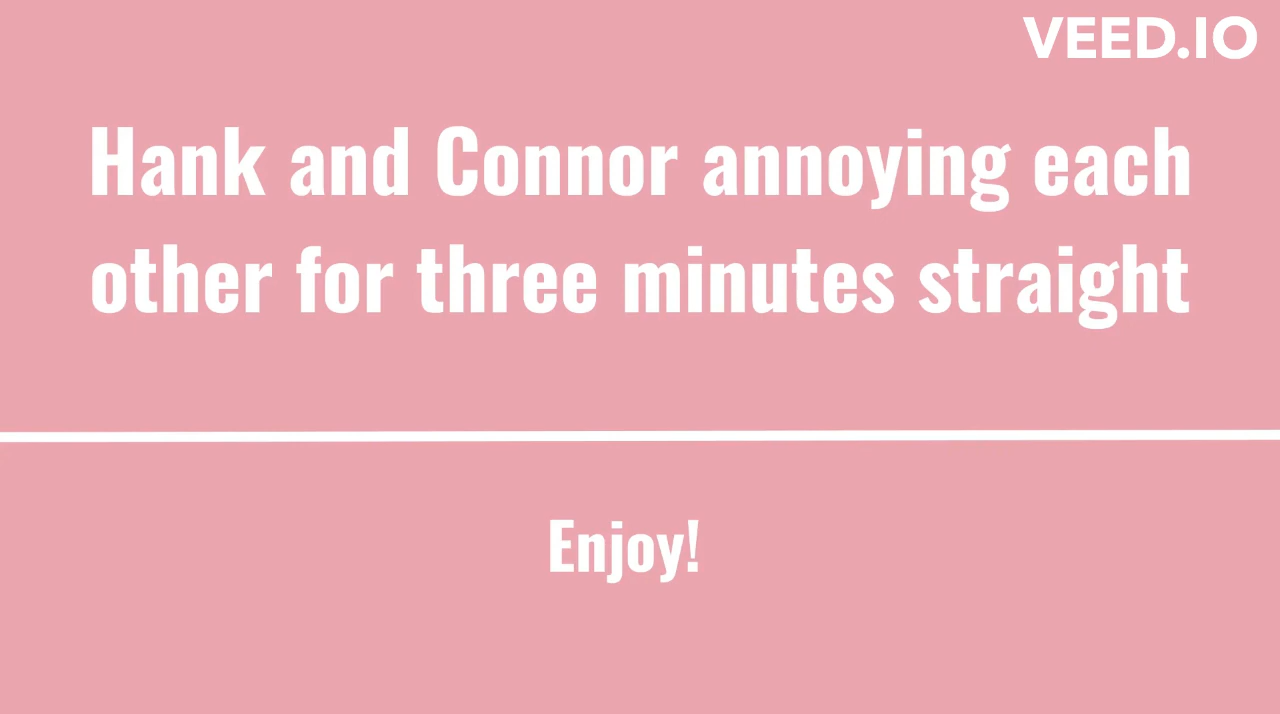 VEED.IO
Hank and Connor annoying each
other for three minutes straight
Enjoy!